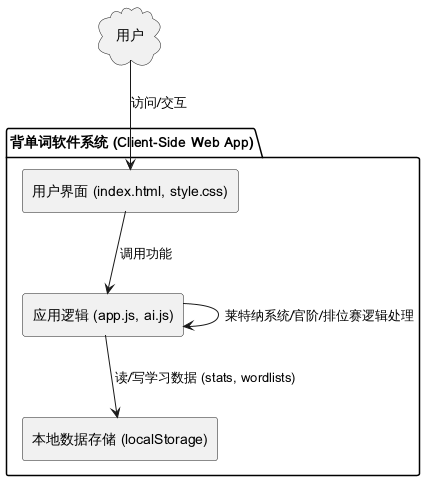 用户
访问/交互
背单词软件系统 (Client-Side Web App)
用户界面 (index.html, style.css)
调用功能
应用逻辑 (app.js, ai.js)
莱特纳系统/官阶/排位赛逻辑处理
读/写学习数据 (stats, wordlists)
本地数据存储 (localStorage)